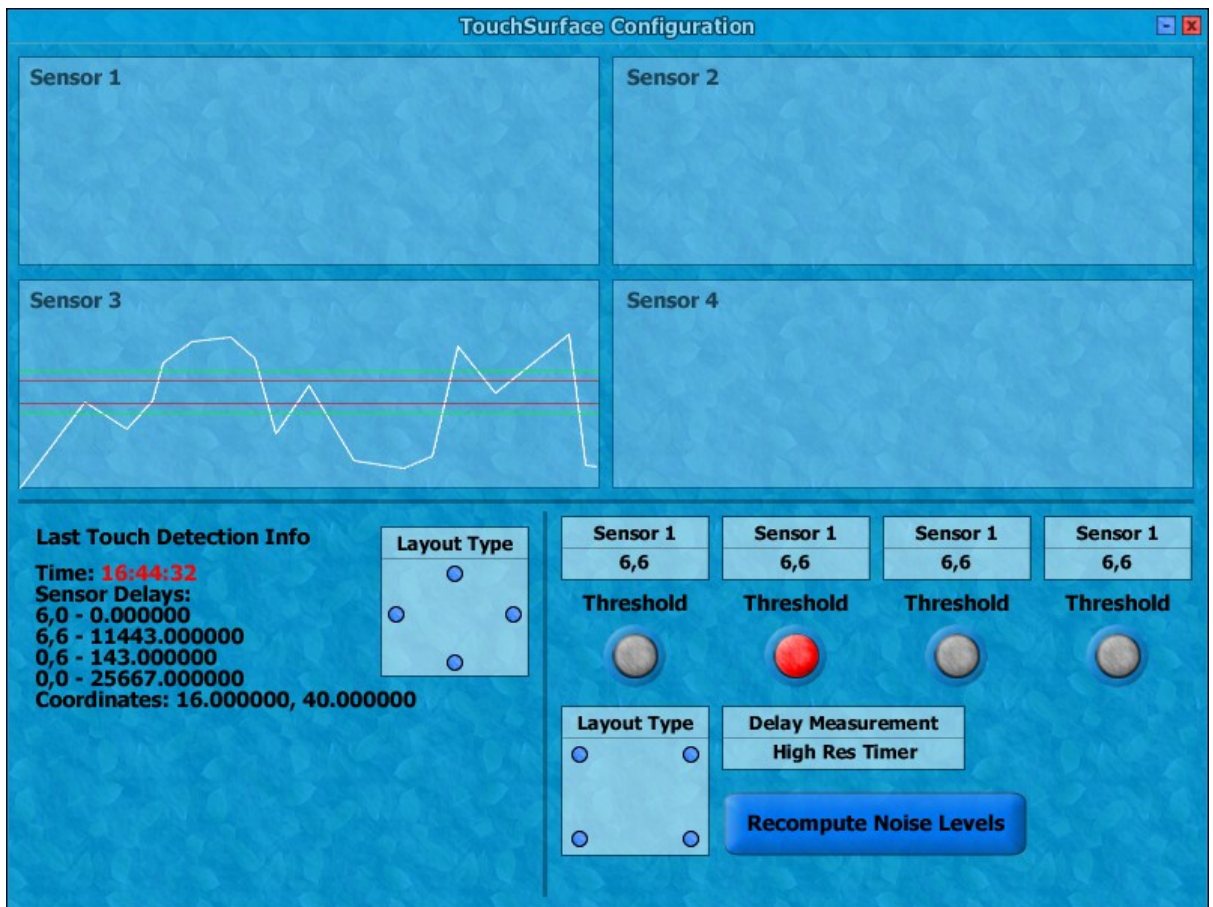 TouchSurface Configuration
Sensor 1
Sensor 2
Sensor 3
Sensor 4
Last Touch Detection Info
Time: 16:44:32
Sensor Delays:
6,0 - 0.000000
6,6 - 11443.000000
0,6 - 143.000000
0,0 - 25667.000000
Coordinates: 16.000000, 40.000000
Layout Type
Sensor 1
6,6
Threshold
Sensor 1
6,6
Threshold
Sensor 1
6,6
Threshold
Sensor 1
6,6
Threshold
Layout Type
Delay Measurement
High Res Timer
Recompute Noise Levels